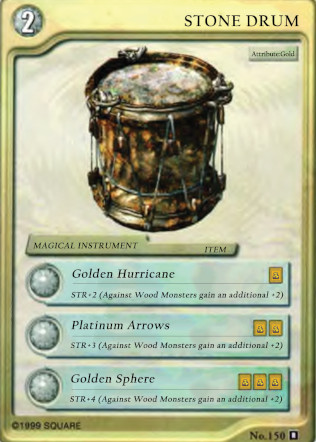 2
STONE DRUM
Attribute:Gold
MAGICAL INSTRUMENT ITEM
Golden Hurricane
STR+2 (Against Wood Monsters gain an additional +2)
Platinum Arrows
STR+3 (Against Wood Monsters gain an additional +2)
Golden Sphere
STR+4 (Against Wood Monsters gain an additional +2)
©1999 SQUARE
No.150